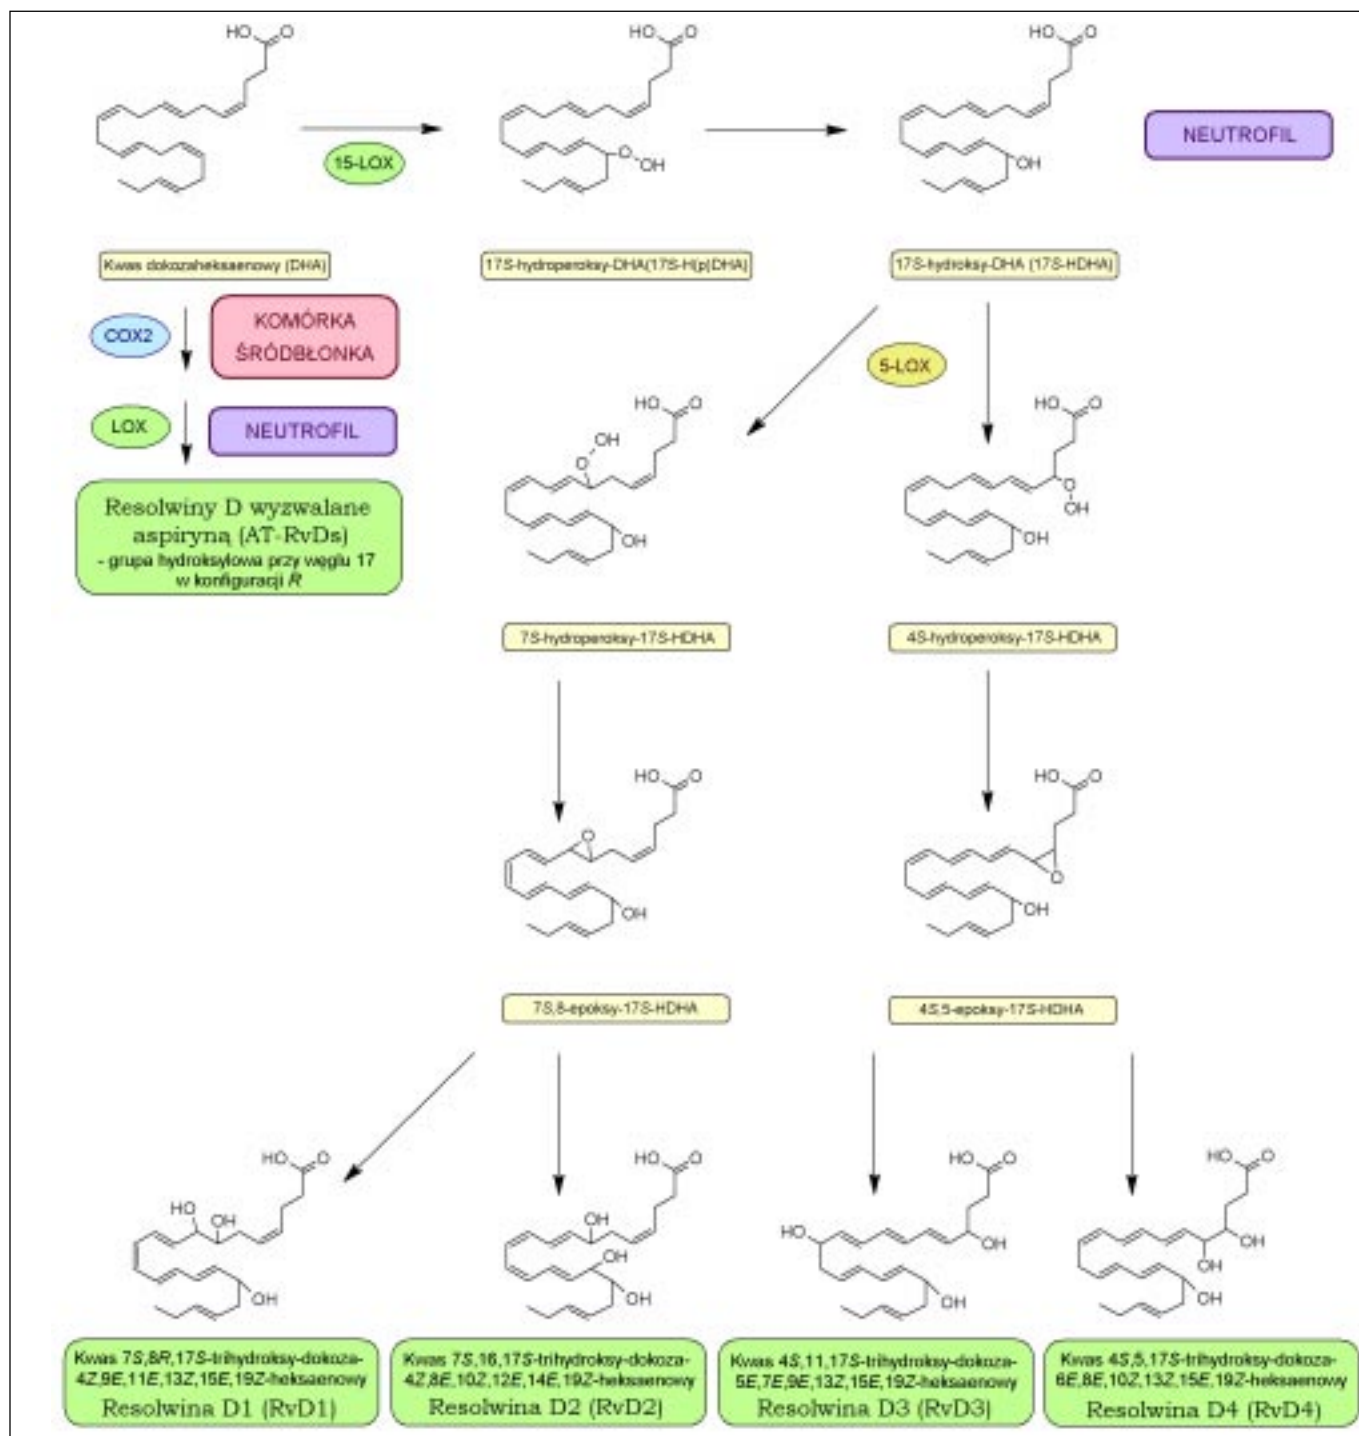 HO O
HO O
HO O
NEUTROFIL
15-LOX
O OH
OH
Kwas dokozaheksaenowy (DHA)
17S-hydroperoksy-DHA(17S-H(p)DHA)
17S-hydroksy-DHA (17S-HDHA)
COX2
KOMÓRKA
ŚRÓDBŁONKA
5-LOX
LOX
NEUTROFIL
HO O
OH
O
OH
HO O
O
OH
OH
Resolwiny D wyzwalane
aspiryną (AT-RvDs)
- grupa hydroksylowa przy węglu 17
w konfiguracji R
7S-hydroperoksy-17S-HDHA
4S-hydroperoksy-17S-HDHA
HO O
O
OH
HO O
O
OH
7S,8-epoksy-17S-HDHA
4S,5-epoksy-17S-HDHA
HO O
HO
OH
OH
HO O
OH
OH
OH
HO O
HO
OH
OH
HO O
OH
OH
OH
Kwas 7S,8R,17S-trihydroksy-dokoza-
4Z,9E,11E,13Z,15E,19Z-heksaenowy
Resolwina D1 (RvD1)
Kwas 7S,16,17S-trihydroksy-dokoza-
4Z,8E,10Z,12E,14E,19Z-heksaenowy
Resolwina D2 (RvD2)
Kwas 4S,11,17S-trihydroksy-dokoza-
5E,7E,9E,13Z,15E,19Z-heksaenowy
Resolwina D3 (RvD3)
Kwas 4S,5,17S-trihydroksy-dokoza-
6E,8E,10Z,13Z,15E,19Z-heksaenowy
Resolwina D4 (RvD4)